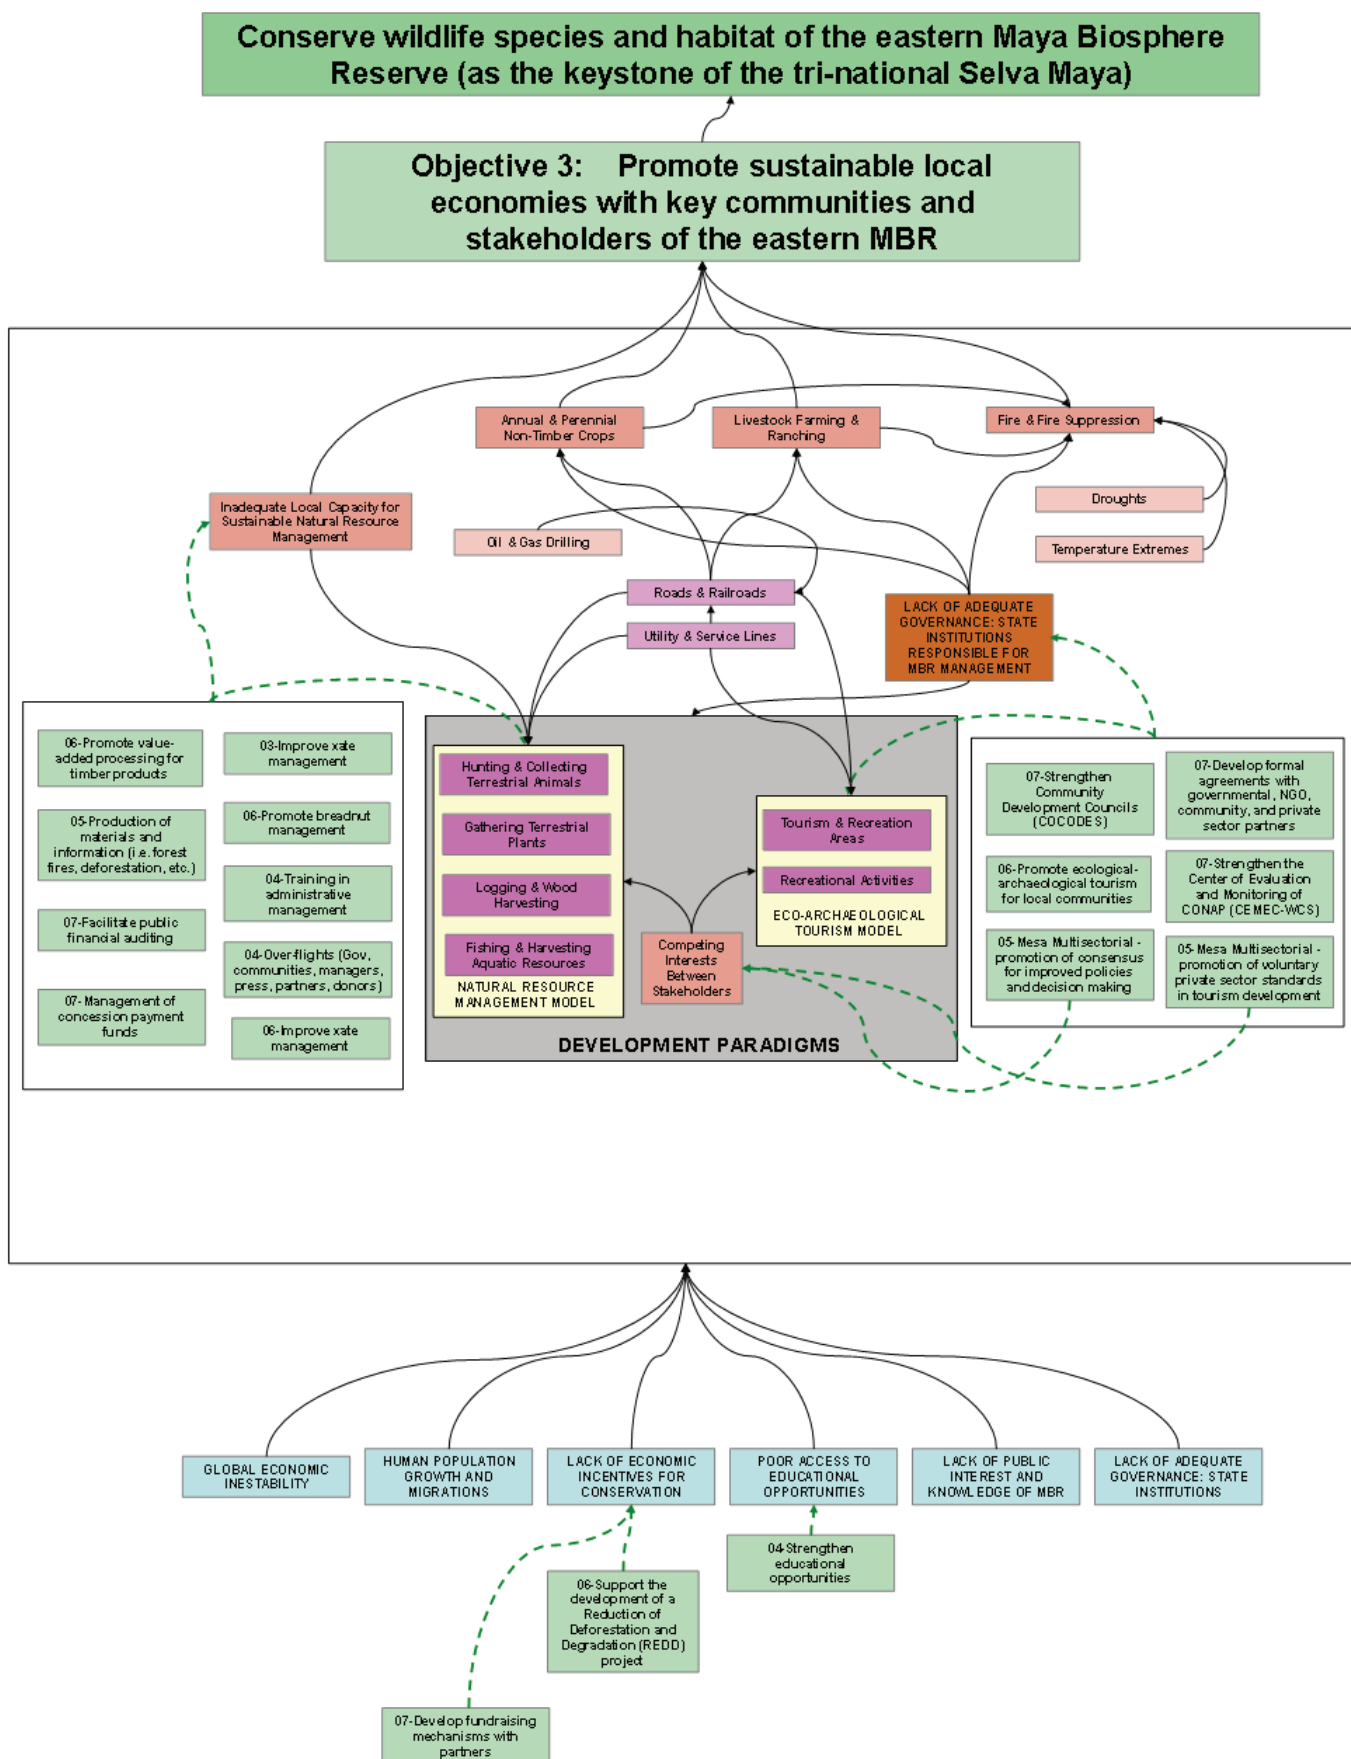 Conserve wildlife species and habitat of the eastern Maya Biosphere
Reserve (as the keystone of the tri-national Selva Maya)
Objective 3: Promote sustainable local
economies with key communities and
stakeholders of the eastern MBR
Annual & Perennial
Non-Timber Crops
Livestock Farming &
Ranching
Fire & Fire Suppression
Inadequate Local Capacity for
Sustainable Natural Resource
Management
Oil & Gas Drilling
Droughts
Temperature Extremes
Roads & Railroads
Utility & Service Lines
LACK OF ADEQUATE
GOVERNANCE: STATE
INSTITUTIONS
RESPONSIBLE FOR
MBR MANAGEMENT
06-Promote value-
added processing for
timber products
03-Improve xate
management
05-Production of
materials and
information (i.e. forest
fires, deforestation, etc.)
06-Promote breadnut
management
04-Training in
administrative
management
07-Facilitate public
financial auditing
04-Over-flights (Gov,
communities, managers,
press, partners, donors)
07- Management of
concession payment
funds
06-Improve xate
management
Hunting & Collecting
Terrestrial Animals
Gathering Terrestrial
Plants
Logging & Wood
Harvesting
Fishing & Harvesting
Aquatic Resources
NATURAL RESOURCE
MANAGEMENT MODEL
Competing
Interests
Between
Stakeholders
Tourism & Recreation
Areas
Recreational Activities
ECO-ARCHAEOLOGICAL
TOURISM MODEL
DEVELOPMENT PARADIGMS
07-Strengthen
Community
Development Councils
(COCODES)
07-Develop formal
agreements with
governmental, NGO,
community, and private
sector partners
06-Promote ecological-
archaeological tourism
for local communities
07-Strengthen the
Center of Evaluation
and Monitoring of
CONAP (CEMEC-WCS)
05-Mesa Multisectorial -
promotion of consensus
for improved policies
and decision making
05-Mesa Multisectorial -
promotion of voluntary
private sector standards
in tourism development
GLOBAL ECONOMIC
INESTABILITY
HUMAN POPULATION
GROWTH AND
MIGRATIONS
LACK OF ECONOMIC
INCENTIVES FOR
CONSERVATION
POOR ACCESS TO
EDUCATIONAL
OPPORTUNITIES
LACK OF PUBLIC
INTEREST AND
KNOWLEDGE OF MBR
LACK OF ADEQUATE
GOVERNANCE: STATE
INSTITUTIONS
04-Strengthen
educational
opportunities
06-Support the
development of a
Reduction of
Deforestation and
Degradation (REDD)
project
07-Develop fundraising
mechanisms with
partners